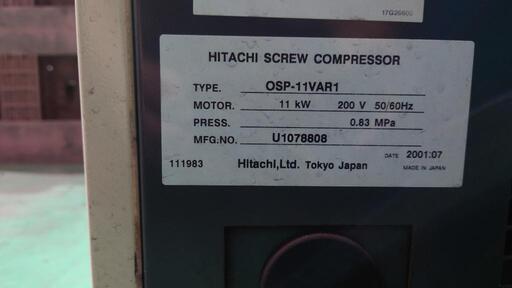 17G26600
HITACHI SCREW COMPRESSOR
TYPE. OSP-11VAR1
MOTOR. 11 kW 200 V 50/60Hz
PRESS. 0.83 MPa
MFG.NO. U1078808
DATE 2001:07
111983 Hitachi,Ltd. Tokyo Japan MADE IN JAPAN